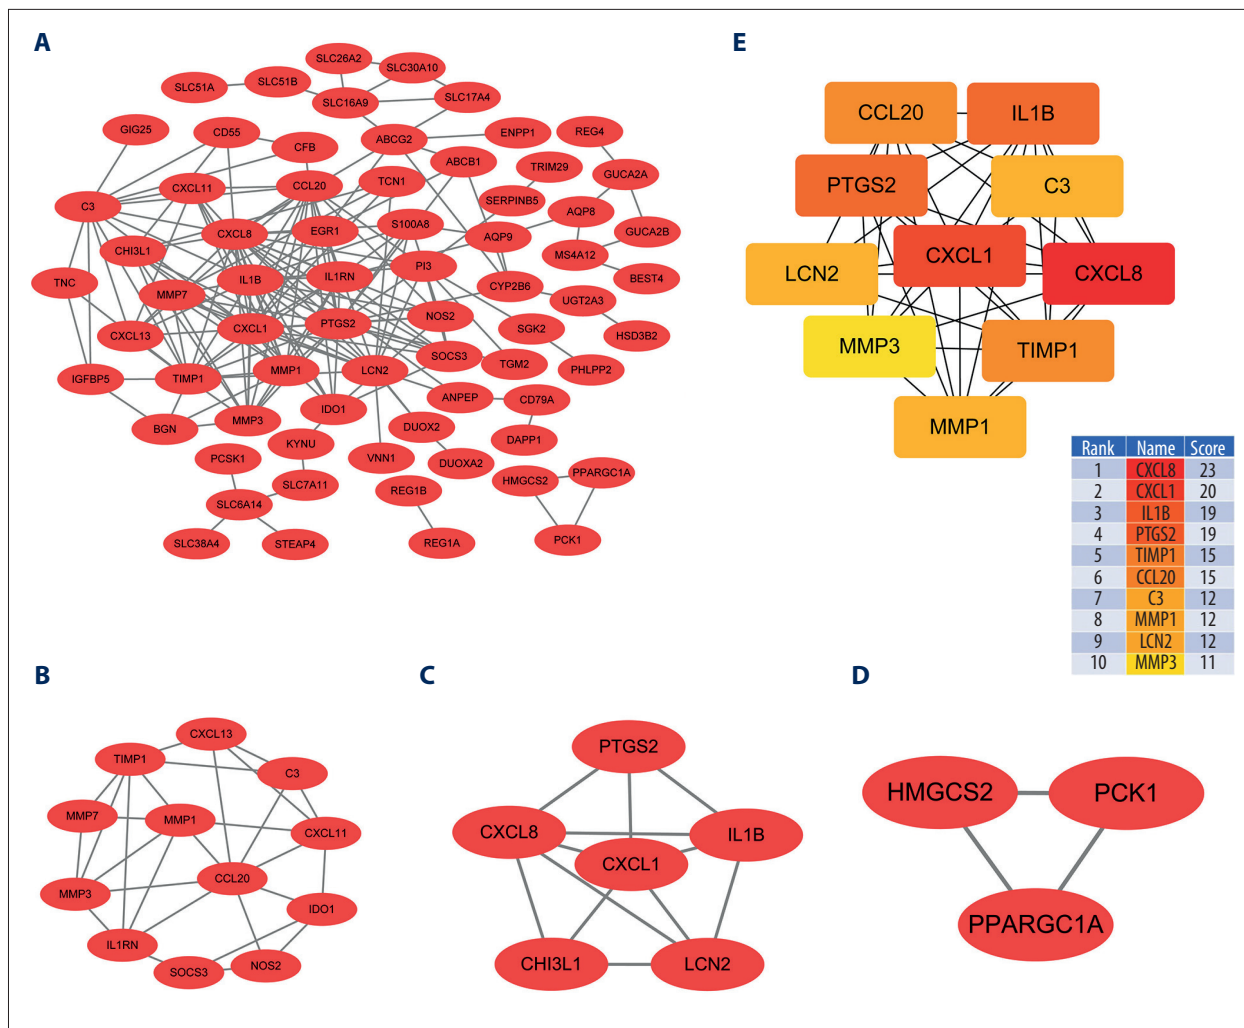 A
SLC26A2
SLC30A10
SLC51A
SLC51B
SLC16A9
SLC17A4
GIG25
CD55
CFB
ABCG2
ENPP1
REG4
ABCB1
TRIM29
GUCA2A
CXCL11
CCL20
TCN1
SERPINB5
C3
AQP8
S100A8
CXCL8
EGR1
AQP9
GUCA2B
CHI3L1
MS4A12
PI3
BEST4
TNC
IL1B
IL1RN
CYP2B6
MMP7
UGT2A3
NOS2
CXCL13
CXCL1
PTGS2
SGK2
HSD3B2
SOCS3
TGM2
PHLPP2
IGFBP5
TIMP1
MMP1
LCN2
ANPEP
CD79A
BGN
MMP3
IDO1
DUOX2
DAPP1
KYNU
PCSK1
VNN1
DUOXA2
SLC7A11
REG1B
HMGCS2
PPARGC1A
SLC6A14
SLC38A4
STEAP4
REG1A
PCK1
E
CCL20
IL1B
PTGS2
C3
CXCL1
LCN2
CXCL8
MMP3
TIMP1
MMP1
Rank Name Score
1 CXCL8 23
2 CXCL1 20
3 IL1B 19
4 PTGS2 19
5 TIMP1 15
6 CCL20 15
7 C3 12
8 MMP1 12
9 LCN2 12
10 MMP3 11
B
CXCL13
TIMP1
C3
MMP7
MMP1
CXCL11
CCL20
MMP3
IDO1
IL1RN
SOCS3
NOS2
C
PTGS2
CXCL8
IL1B
CXCL1
CHI3L1
LCN2
D
HMGCS2
PCK1
PPARGC1A